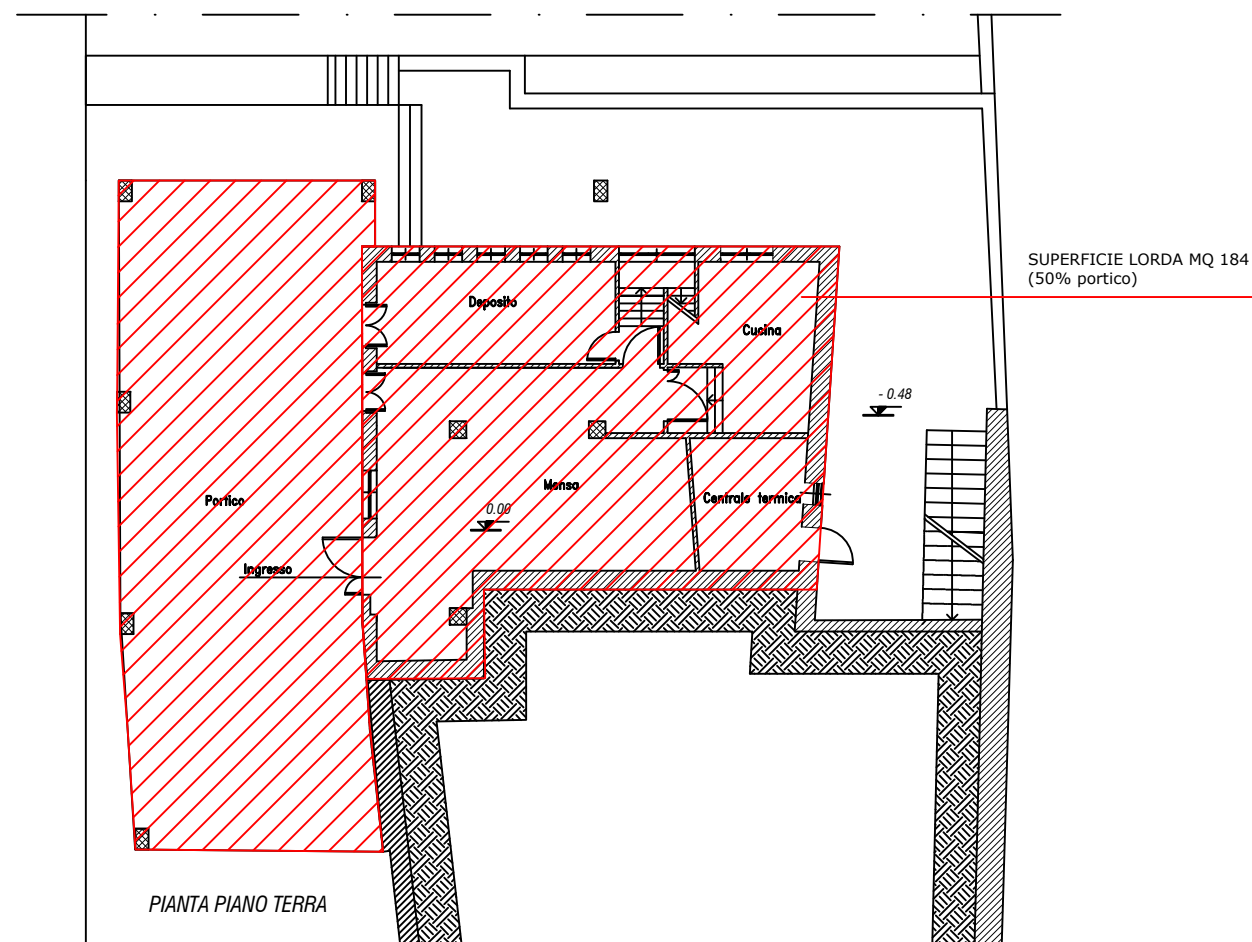 SUPERFICIE LORDA MQ 184
(50% portico)
Deposito
Cucina
- 0.48
Portico
Mensa
Centrale termica
0.00
Ingresso
PIANTA PIANO TERRA